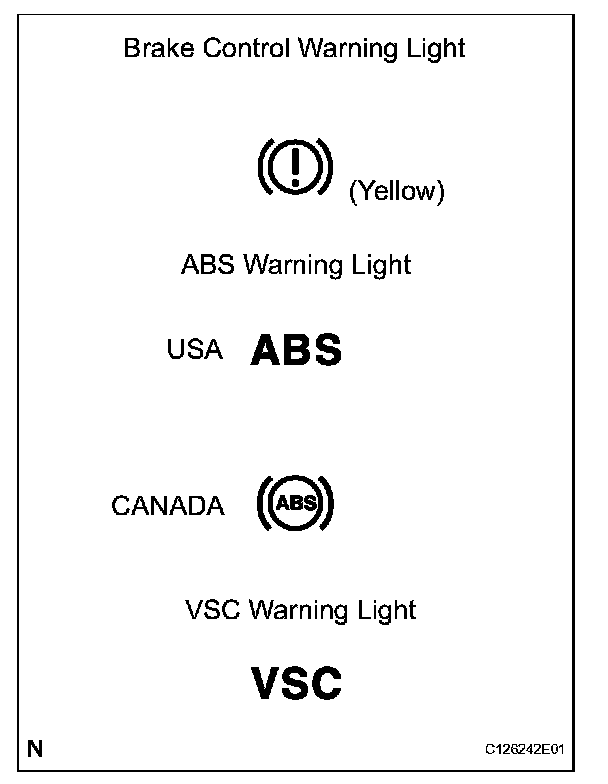 Brake Control Warning Light
(!) (Yellow)
ABS Warning Light
USA ABS
CANADA (ABS)
VSC Warning Light
VSC
N C126242E01